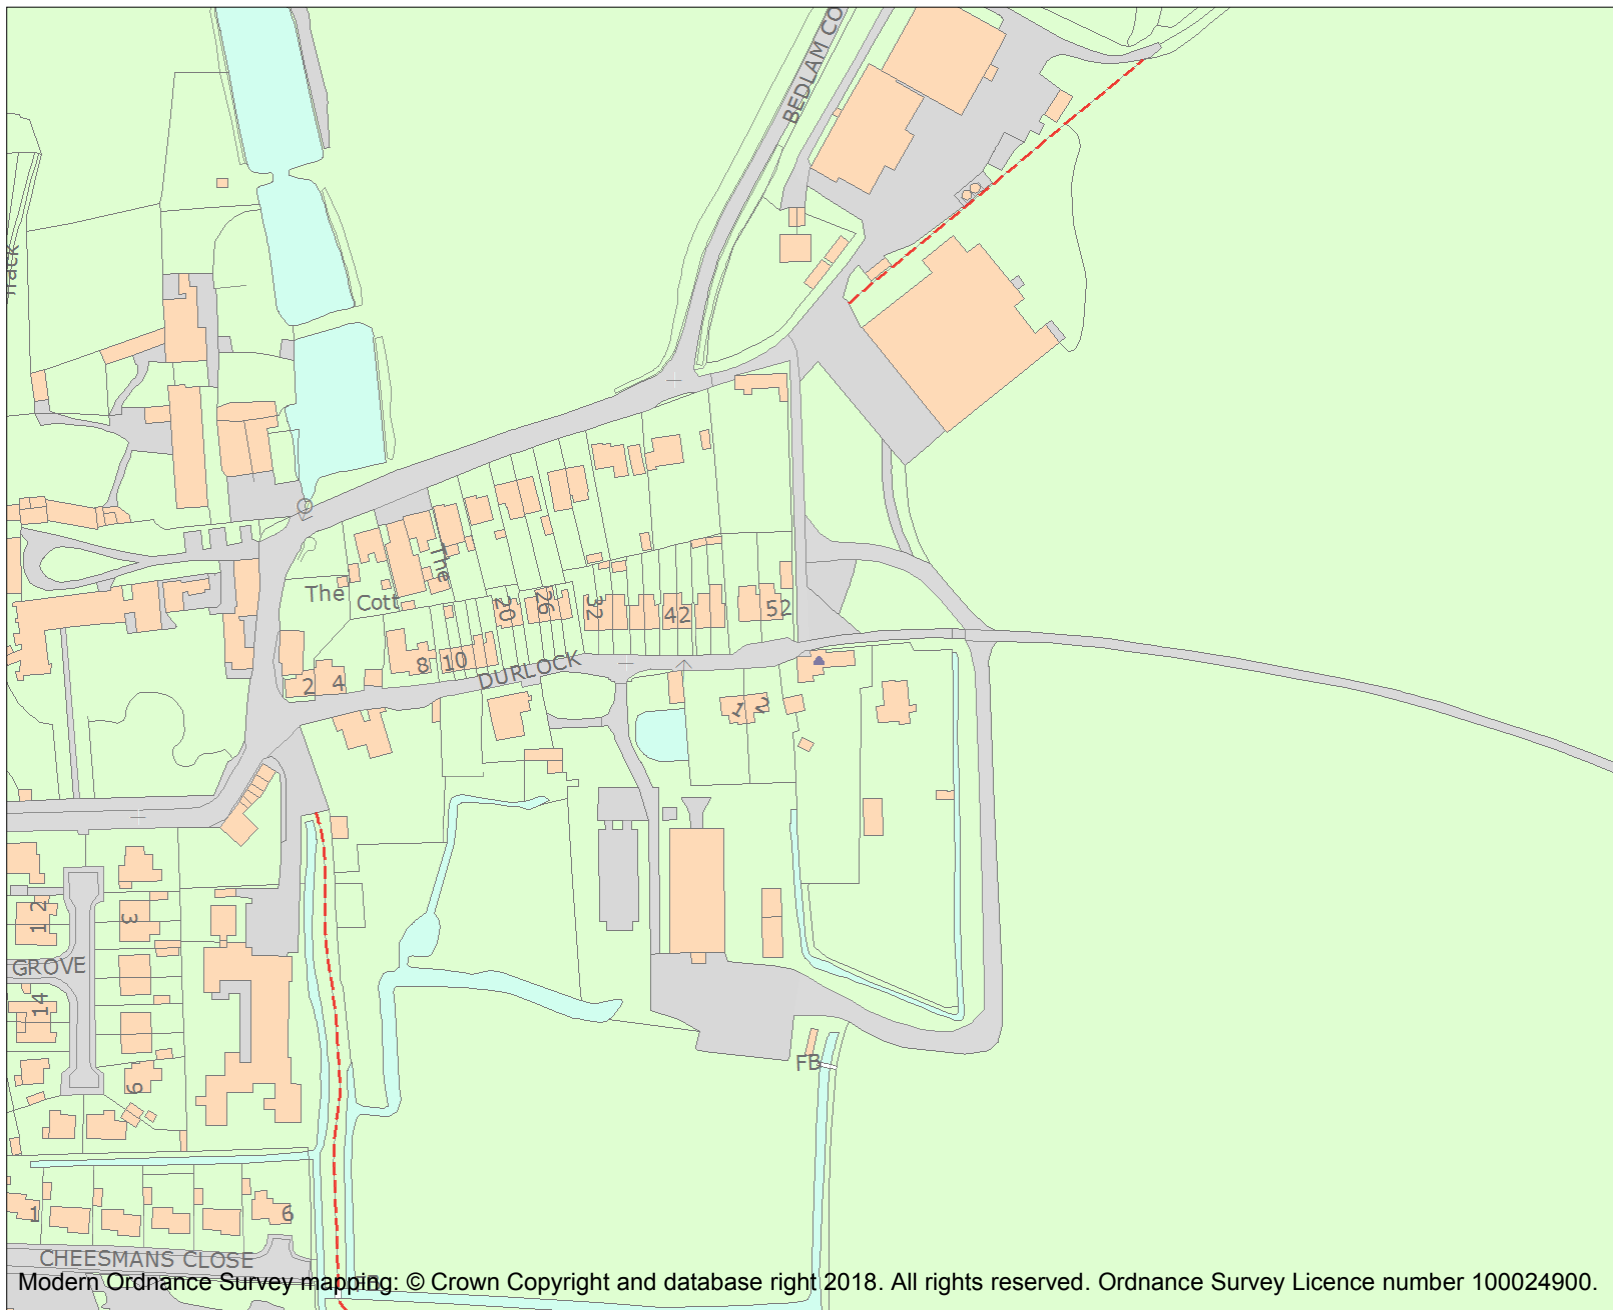 BEDLAM CO
Track
The
The
Cott
20
26
32
42
52
8
10
DURLOCK
2
4
1
2
12
3
GROVE
14
9
FB
1
6
CHEESMANS CLOSE
FB
Modern Ordnance Survey mapping: © Crown Copyright and database right 2018. All rights reserved. Ordnance Survey Licence number 100024900.